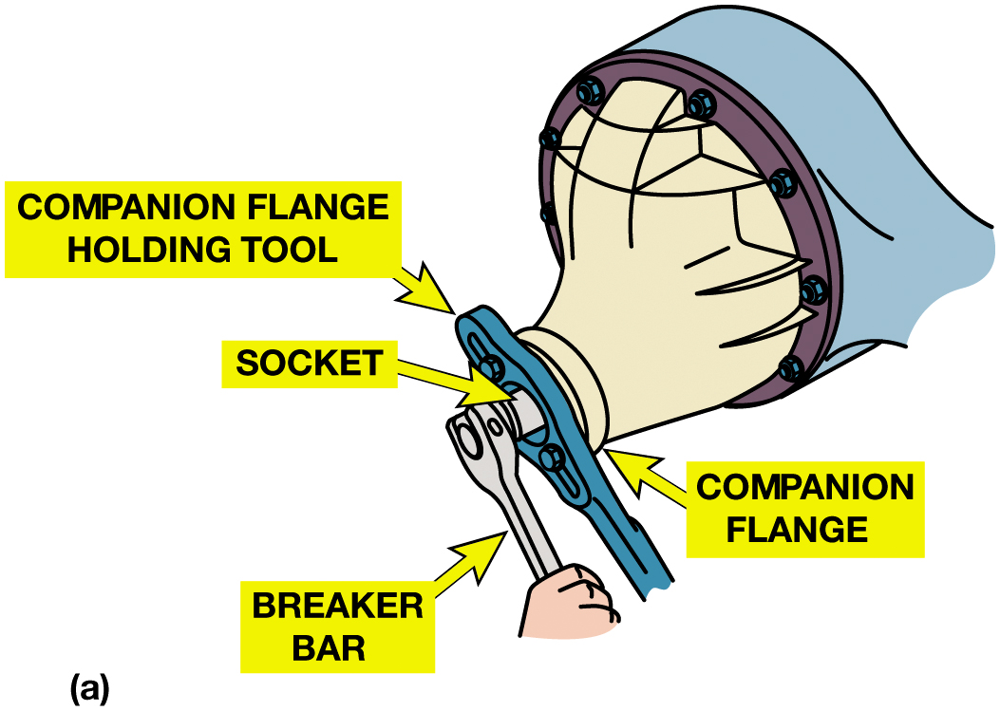 COMPANION FLANGE
HOLDING TOOL
SOCKET
COMPANION
FLANGE
BREAKER
BAR
(a)